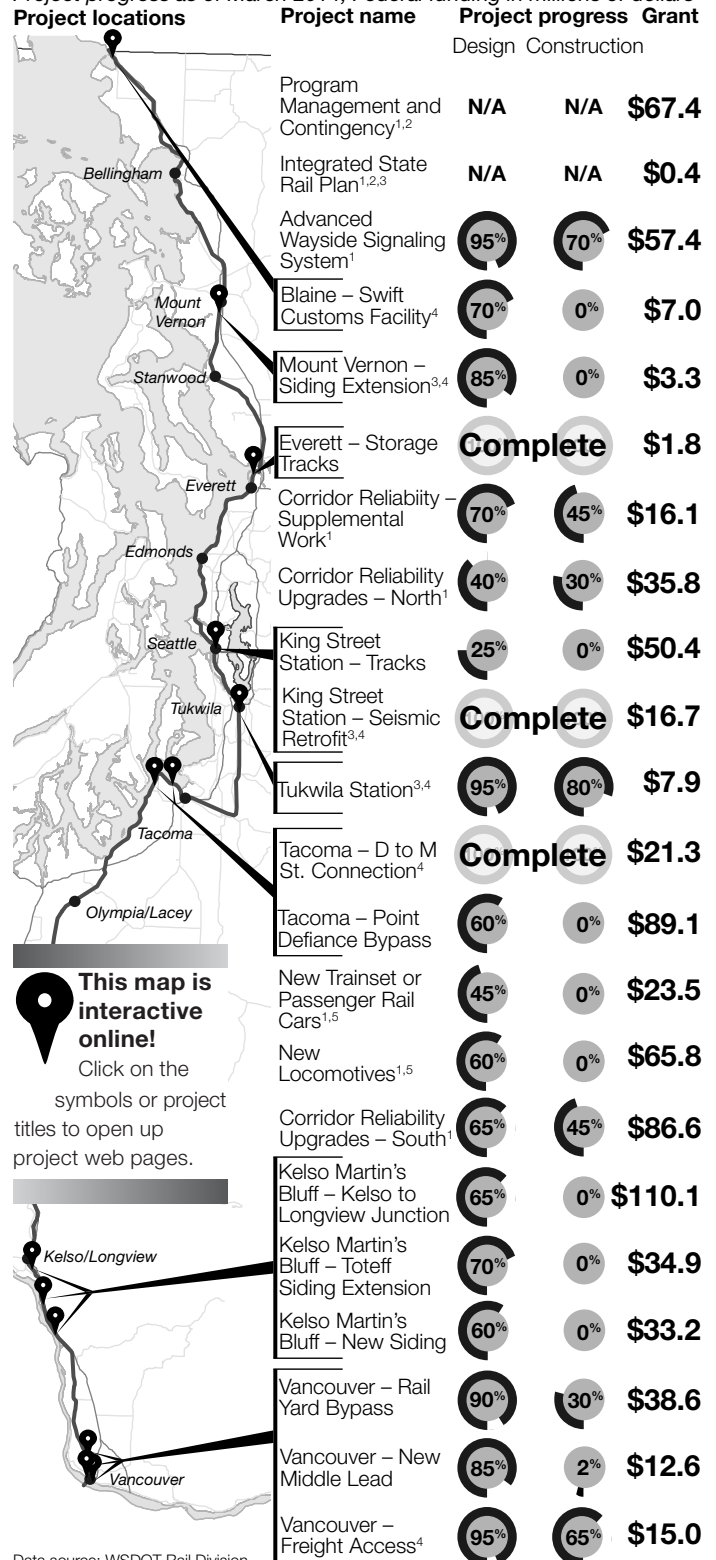 Project progress as of March 2014; Federal funding in millions of dollars
Project locations Project name Project progress Grant
Design Construction
Program
Management and
Contingency1,2 N/A N/A $67.4
Integrated State
Rail Plan1,2,3 N/A N/A $0.4
Advanced
Wayside Signaling
System1 95% 70% $57.4
Blaine – Swift
Customs Facility4 70% 0% $7.0
Mount Vernon –
Siding Extension3,4 85% 0% $3.3
Everett – Storage
Tracks Complete $1.8
Corridor Reliabiity –
Supplemental
Work1 70% 45% $16.1
Corridor Reliability
Upgrades – North1 40% 30% $35.8
King Street
Station – Tracks 25% 0% $50.4
King Street
Station – Seismic
Retrofit3,4 Complete $16.7
Tukwila Station3,4 95% 80% $7.9
Tacoma – D to M
St. Connection4 Complete $21.3
Tacoma – Point
Defiance Bypass 60% 0% $89.1
New Trainset or
Passenger Rail
Cars1,5 45% 0% $23.5
New
Locomotives1,5 60% 0% $65.8
Corridor Reliability
Upgrades – South1 65% 45% $86.6
Kelso Martin's
Bluff – Kelso to
Longview Junction 65% 0% $110.1
Kelso Martin's
Bluff – Toteff
Siding Extension 70% 0% $34.9
Kelso Martin's
Bluff – New Siding 60% 0% $33.2
Vancouver – Rail
Yard Bypass 90% 30% $38.6
Vancouver – New
Middle Lead 85% 2% $12.6
Vancouver –
Freight Access4 95% 65% $15.0
Bellingham
Mount
Vernon
Stanwood
Everett
Edmonds
Seattle
Tukwila
Tacoma
Olympia/Lacey
This map is
interactive
online!
Click on the
symbols or project
titles to open up
project web pages.
Kelso/Longview
Vancouver
Data source: WSDOT Rail Division